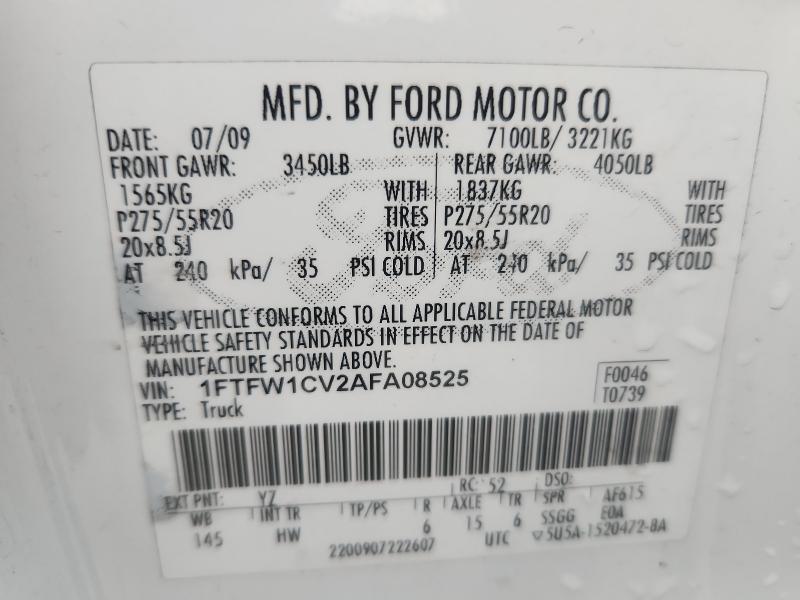 MFD. BY FORD MOTOR CO.
DATE: 07/09 GVWR: 7100LB/ 3221KG
FRONT GAWR: 3450LB REAR GAWR: 4050LB
1565KG WITH 1837KG WITH
P275/55R20 TIRES P275/55R20 TIRES
20x8.5J RIMS 20x8.5J RIMS
AT 240 kPa/ 35 PSI COLD AT 240 kPa/ 35 PSI COLD
THIS VEHICLE CONFORMS TO ALL APPLICABLE FEDERAL MOTOR
VEHICLE SAFETY STANDARDS IN EFFECT ON THE DATE OF
MANUFACTURE SHOWN ABOVE.
VIN: 1FTFW1CV2AFA08525 F0046
TYPE: Truck T0739
EXT PNT: YZ RC: 52 DSO:
WB INT TR TP/PS R AXLE TR SPR AF615
145 HW 6 15 6 SSGG EOA
2200907222607 UTC ▽5U5A-1520472-BA